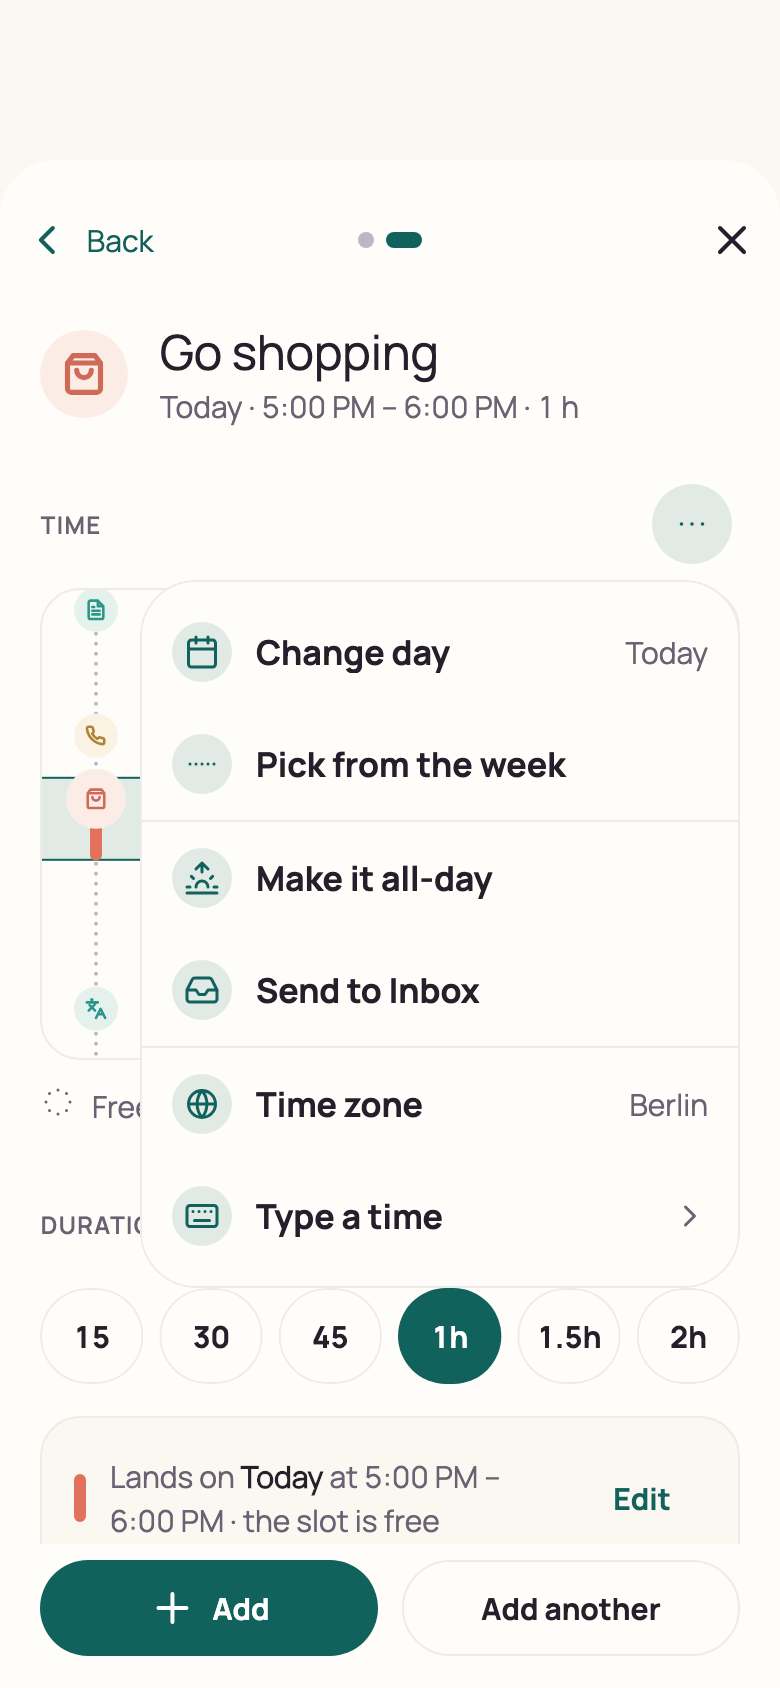 Back
Go shopping
Today · 5:00 PM – 6:00 PM · 1 h
TIME
Change day
Today
Pick from the week
Make it all-day
Send to Inbox
Time zone
Berlin
Type a time
15
30
45
1h
1.5h
2h
Lands on Today at 5:00 PM –
6:00 PM · the slot is free
Edit
Add
Add another